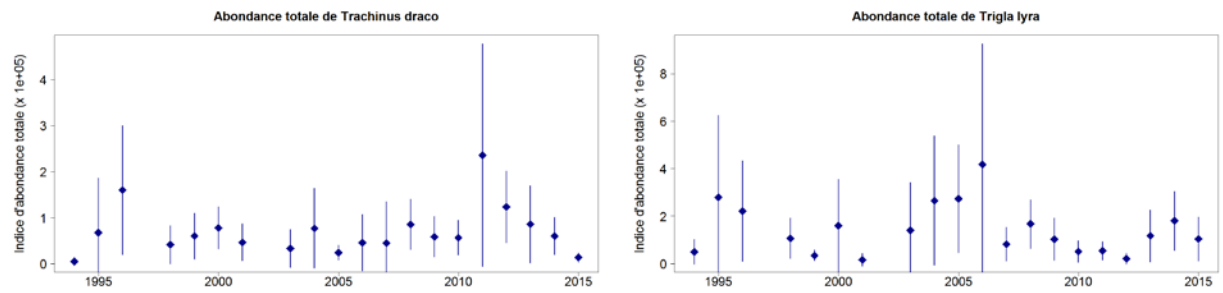 Abondance totale de Trachinus draco
Indice d'abondance totale (x 1e+05)
4
3
2
1
0
1995 2000 2005 2010 2015
Abondance totale de Trigla lyra
Indice d'abondance totale (x 1e+05)
8
6
4
2
0
1995 2000 2005 2010 2015